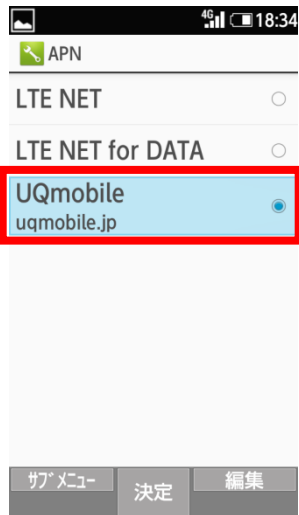 4G 18:34
APN
LTE NET
LTE NET for DATA
UQmobile
uqmobile.jp
ｻﾌﾞﾒﾆｭｰ 決定 編集